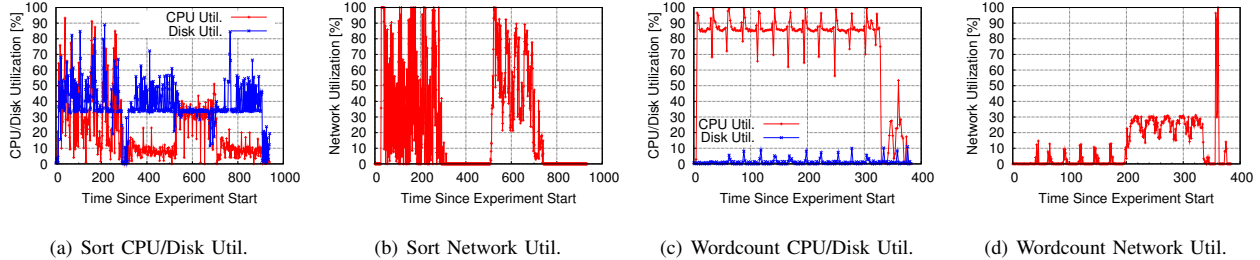 CPU/Disk Utilization [%]
100
90
80
70
60
50
40
30
20
10
0
CPU Util.
Disk Util.
0 200 400 600 800 1000
Time Since Experiment Start
(a) Sort CPU/Disk Util.
Network Utilization [%]
100
90
80
70
60
50
40
30
20
10
0
0 200 400 600 800 1000
Time Since Experiment Start
(b) Sort Network Util.
CPU/Disk Utilization [%]
100
90
80
70
60
50
40
30
20
10
0
CPU Util.
Disk Util.
0 100 200 300 400
Time Since Experiment Start
(c) Wordcount CPU/Disk Util.
Network Utilization [%]
100
90
80
70
60
50
40
30
20
10
0
0 100 200 300 400
Time Since Experiment Start
(d) Wordcount Network Util.